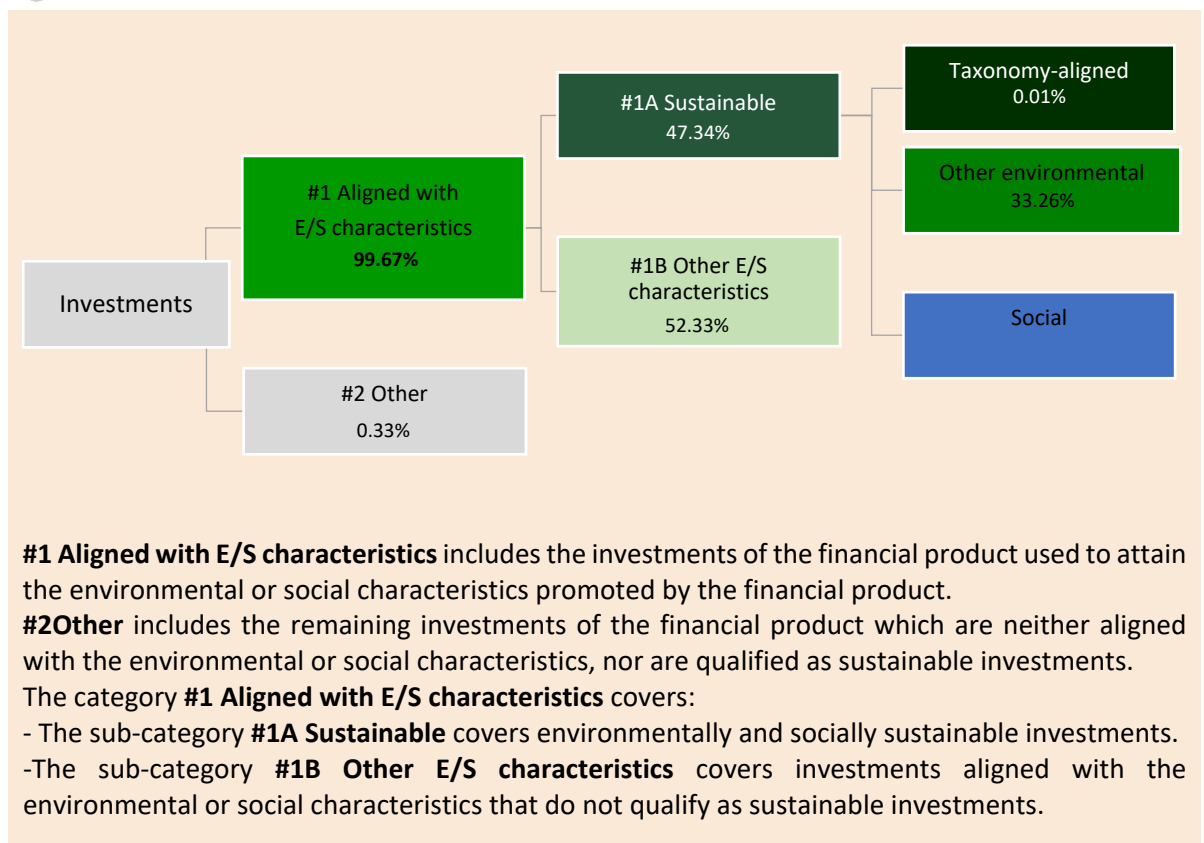 Investments
#1 Aligned with
E/S characteristics
99.67%
#2 Other
0.33%
#1A Sustainable
47.34%
#1B Other E/S
characteristics
52.33%
Taxonomy-aligned
0.01%
Other environmental
33.26%
Social
#1 Aligned with E/S characteristics includes the investments of the financial product used to attain
the environmental or social characteristics promoted by the financial product.
#2Other includes the remaining investments of the financial product which are neither aligned
with the environmental or social characteristics, nor are qualified as sustainable investments.
The category #1 Aligned with E/S characteristics covers:
- The sub-category #1A Sustainable covers environmentally and socially sustainable investments.
-The sub-category #1B Other E/S characteristics covers investments aligned with the
environmental or social characteristics that do not qualify as sustainable investments.